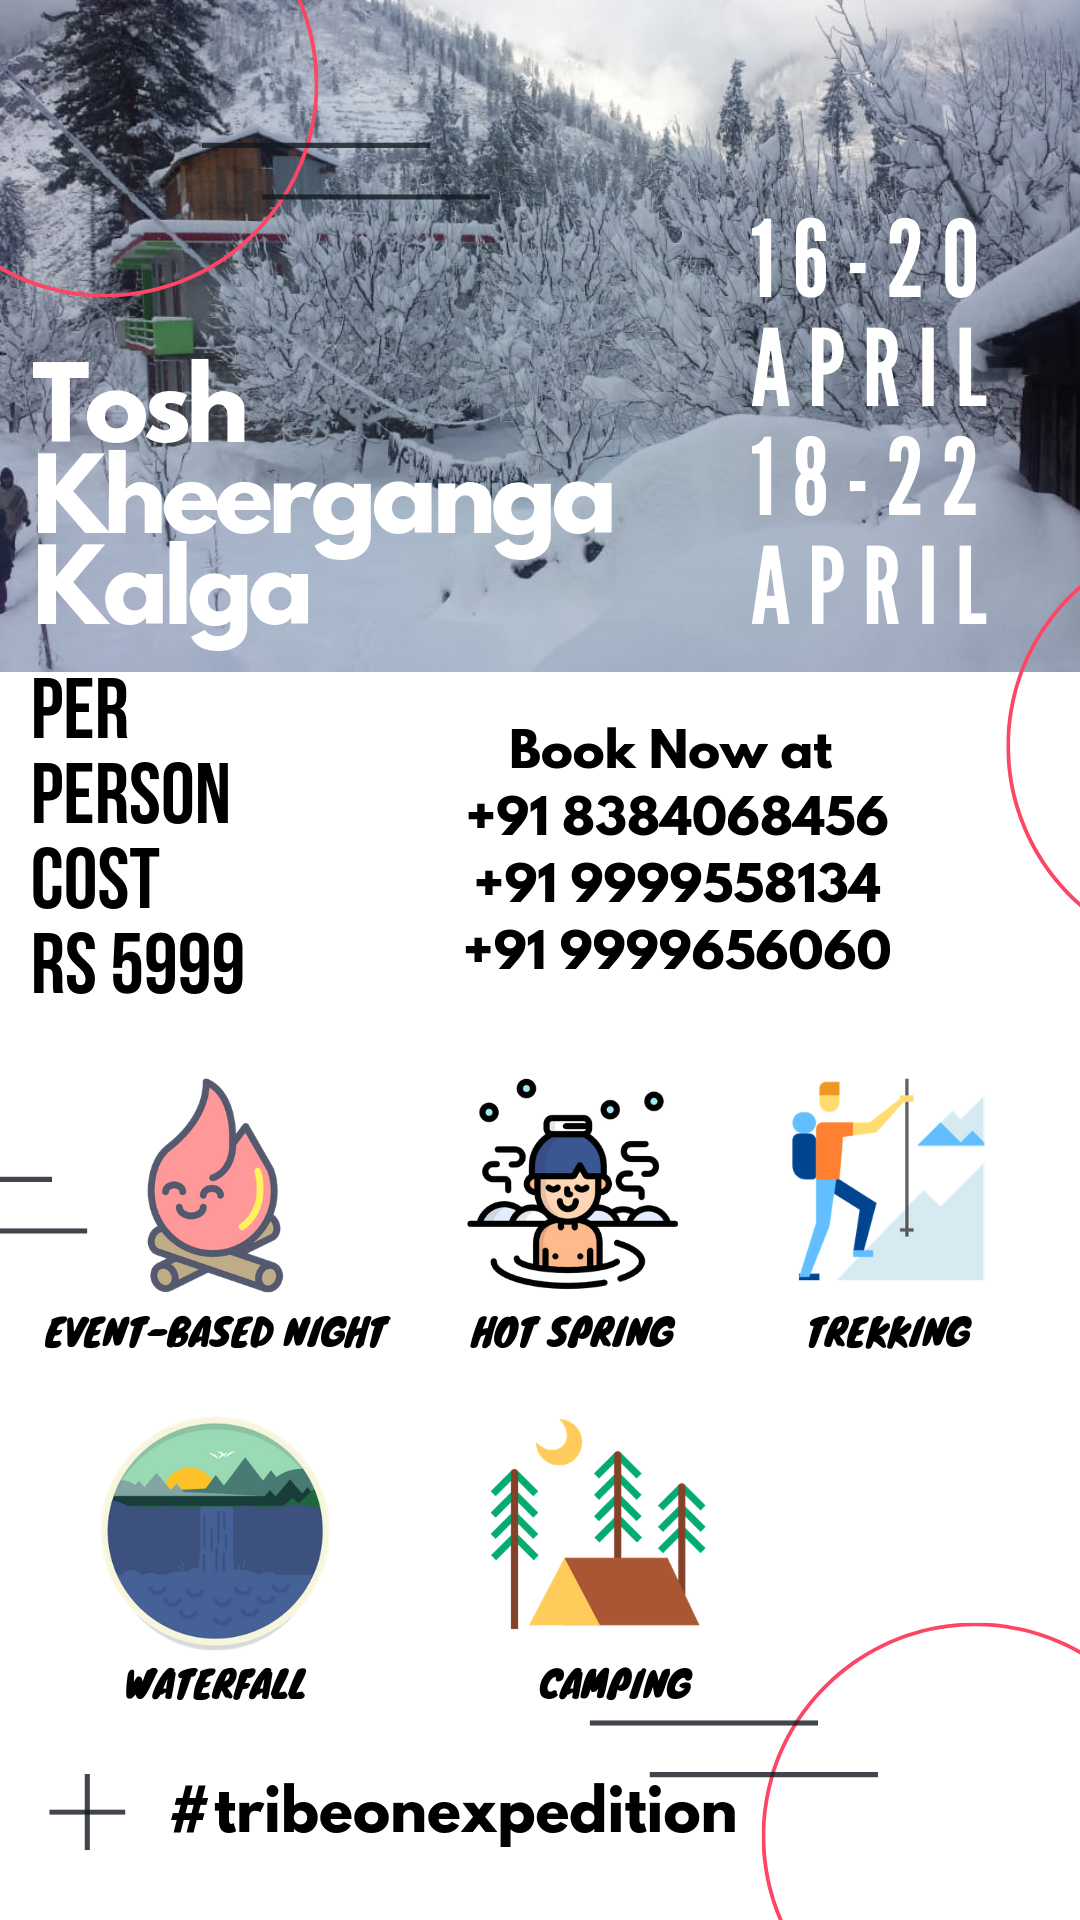 16-20
APRIL
18-22
APRIL
Tosh
Kheerganga
Kalga
PER
PERSON
COST
RS 5999
Book Now at
+91 8384068456
+91 9999558134
+91 9999656060
EVENT-BASED NIGHT
HOT SPRING
TREKKING
WATERFALL
CAMPING
#tribeonexpedition